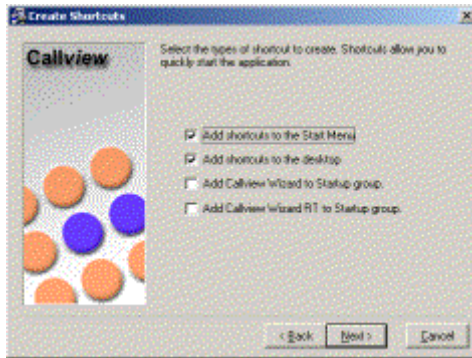 Create Shortcuts
Callview
Select the types of shortcut to create. Shortcuts allow you to
quickly start the application.
Add shortcuts to the Start Menu
Add shortcuts to the desktop
Add Callview Wizard to Startup group.
Add Callview Wizard RT to Startup group.
< Back Next > Cancel